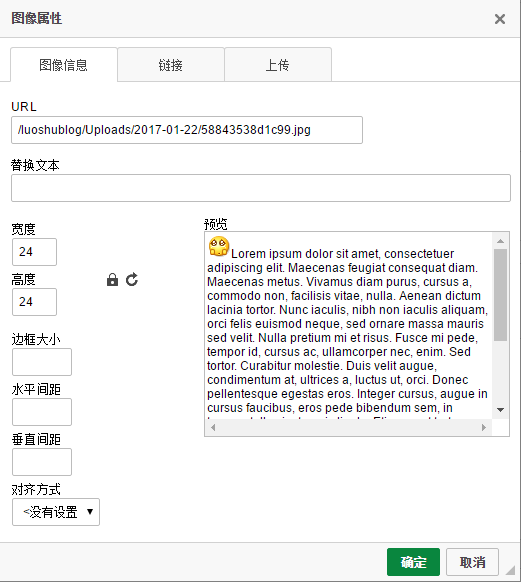 图像属性
图像信息
链接
上传
URL
/luoshublog/Uploads/2017-01-22/58843538d1c99.jpg
替换文本
宽度
24
高度
24
边框大小
水平间距
垂直间距
对齐方式
<没有设置
预览
Lorem ipsum dolor sit amet, consectetuer
adipiscing elit. Maecenas feugiat consequat diam.
Maecenas metus. Vivamus diam purus, cursus a,
commodo non, facilisis vitae, nulla. Aenean dictum
lacinia tortor. Nunc iaculis, nibh non iaculis aliquam,
orci felis euismod neque, sed ornare massa mauris
sed velit. Nulla pretium mi et risus. Fusce mi pede,
tempor id, cursus ac, ullamcorper nec, enim. Sed
tortor. Curabitur molestie. Duis velit augue,
condimentum at, ultrices a, luctus ut, orci. Donec
pellentesque egestas eros. Integer cursus, augue in
cursus faucibus, eros pede bibendum sem, in
确定
取消